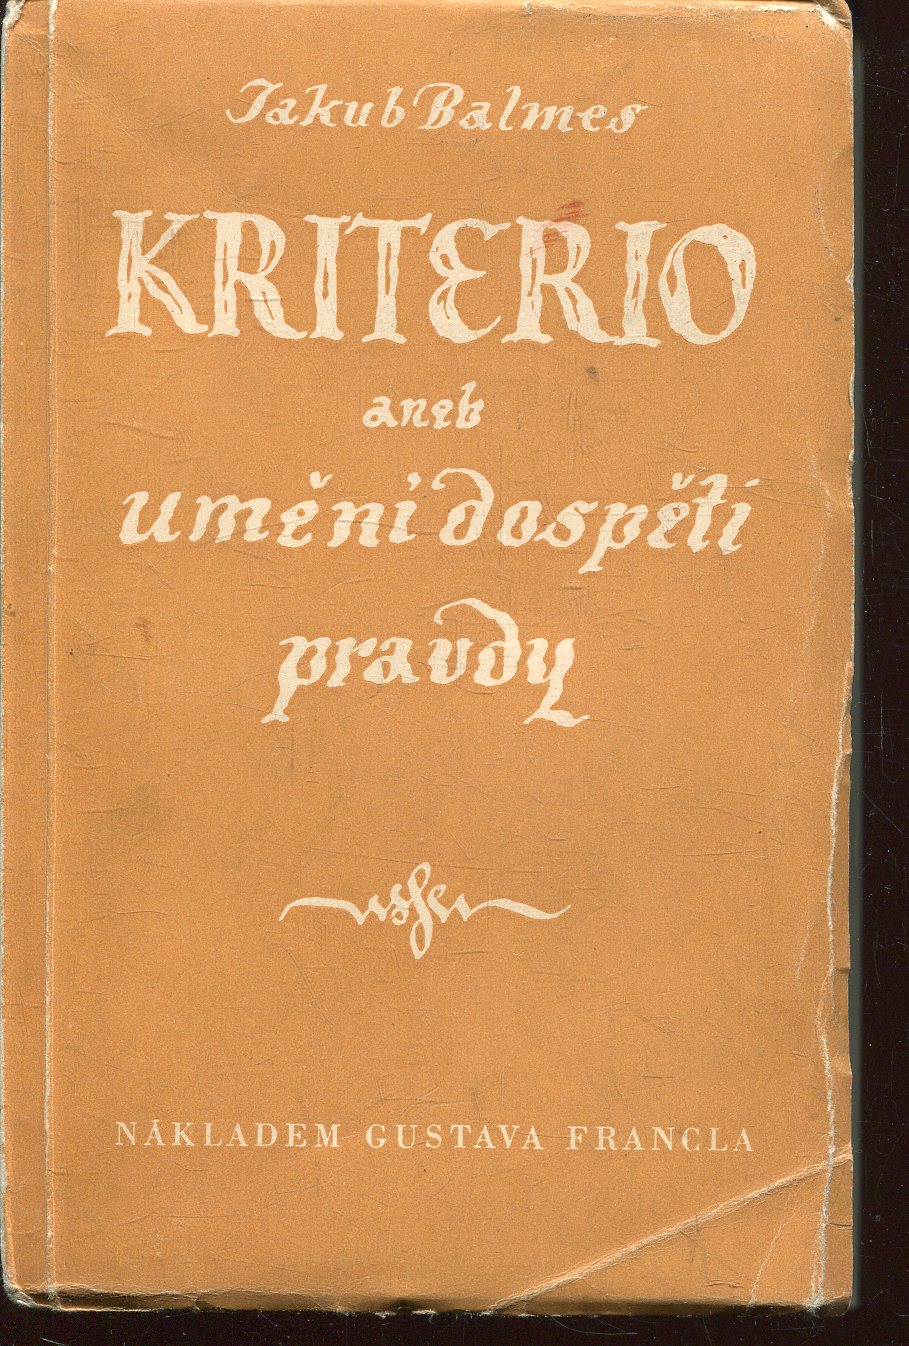 Jakub Balmes
KRITERIO
aneb
umění dospěti
pravdy
NÁKLADEM GUSTAVA FRANCLA